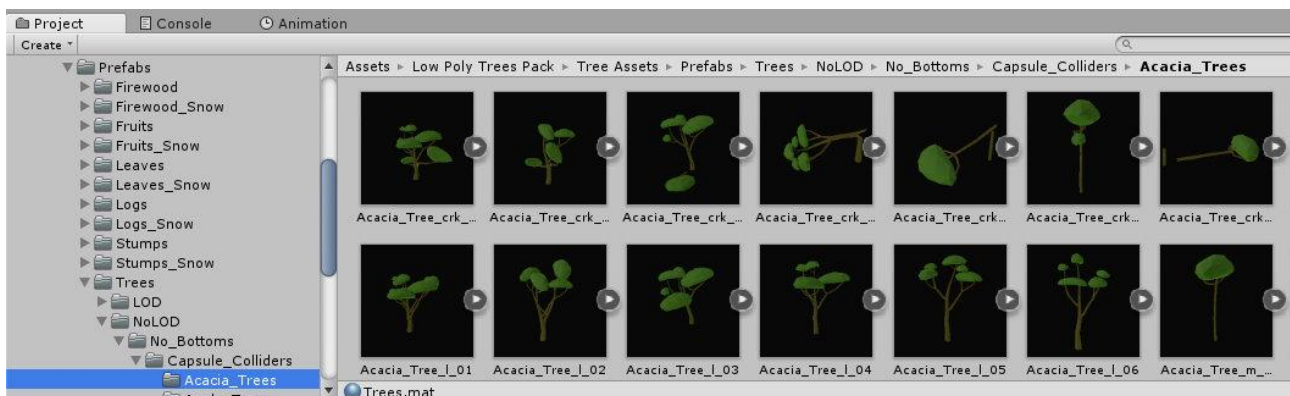 Project
Console
Animation
Create
Prefabs
Firewood
Firewood_Snow
Fruits
Fruits_Snow
Leaves
Leaves_Snow
Logs
Logs_Snow
Stumps
Stumps_Snow
Trees
LOD
NoLOD
No_Bottoms
Capsule_Colliders
Acacia_Trees
Assets ▸ Low Poly Trees Pack ▸ Tree Assets ▸ Prefabs ▸ Trees ▸ NoLOD ▸ No_Bottoms ▸ Capsule_Colliders ▸ Acacia_Trees
Acacia_Tree_crk_... Acacia_Tree_crk_... Acacia_Tree_crk_... Acacia_Tree_crk_... Acacia_Tree_crk... Acacia_Tree_crk... Acacia_Tree_crk...
Acacia_Tree_l_01 Acacia_Tree_l_02 Acacia_Tree_l_03 Acacia_Tree_l_04 Acacia_Tree_l_05 Acacia_Tree_l_06 Acacia_Tree_m_...
Trees.mat